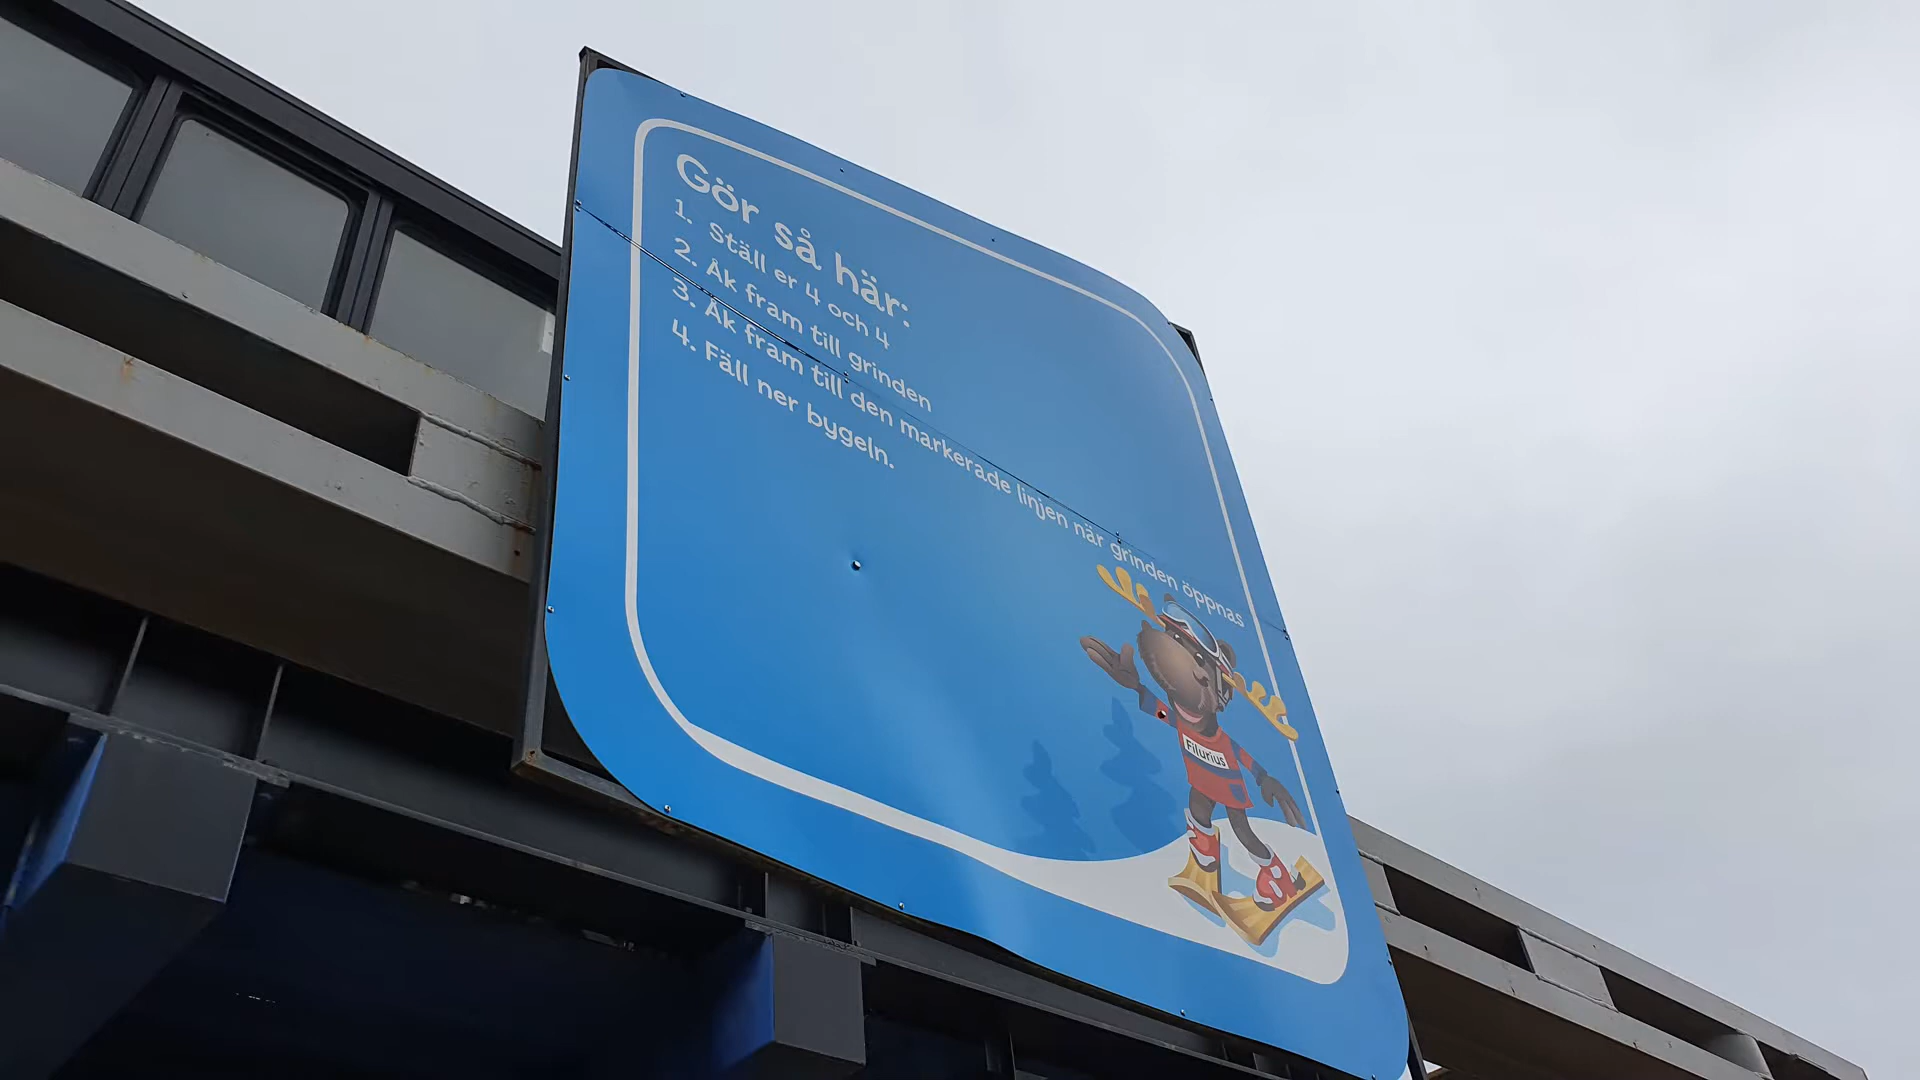 Gör så här:
1. Ställ er 4 och 4
2. Åk fram till grinden
3. Åk fram till den markerade linjen när grinden öppnas
4. Fäll ner bygeln.
Filurius